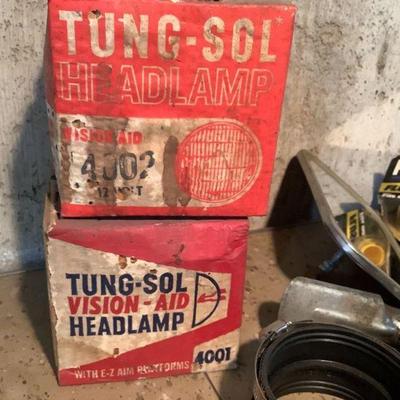 TUNG-SOL
HEADLAMP
VISION AID
4002
12 VOLT
TUNG-SOL
VISION-AID
HEADLAMP
WITH E-Z AIM PLATFORMS
4001